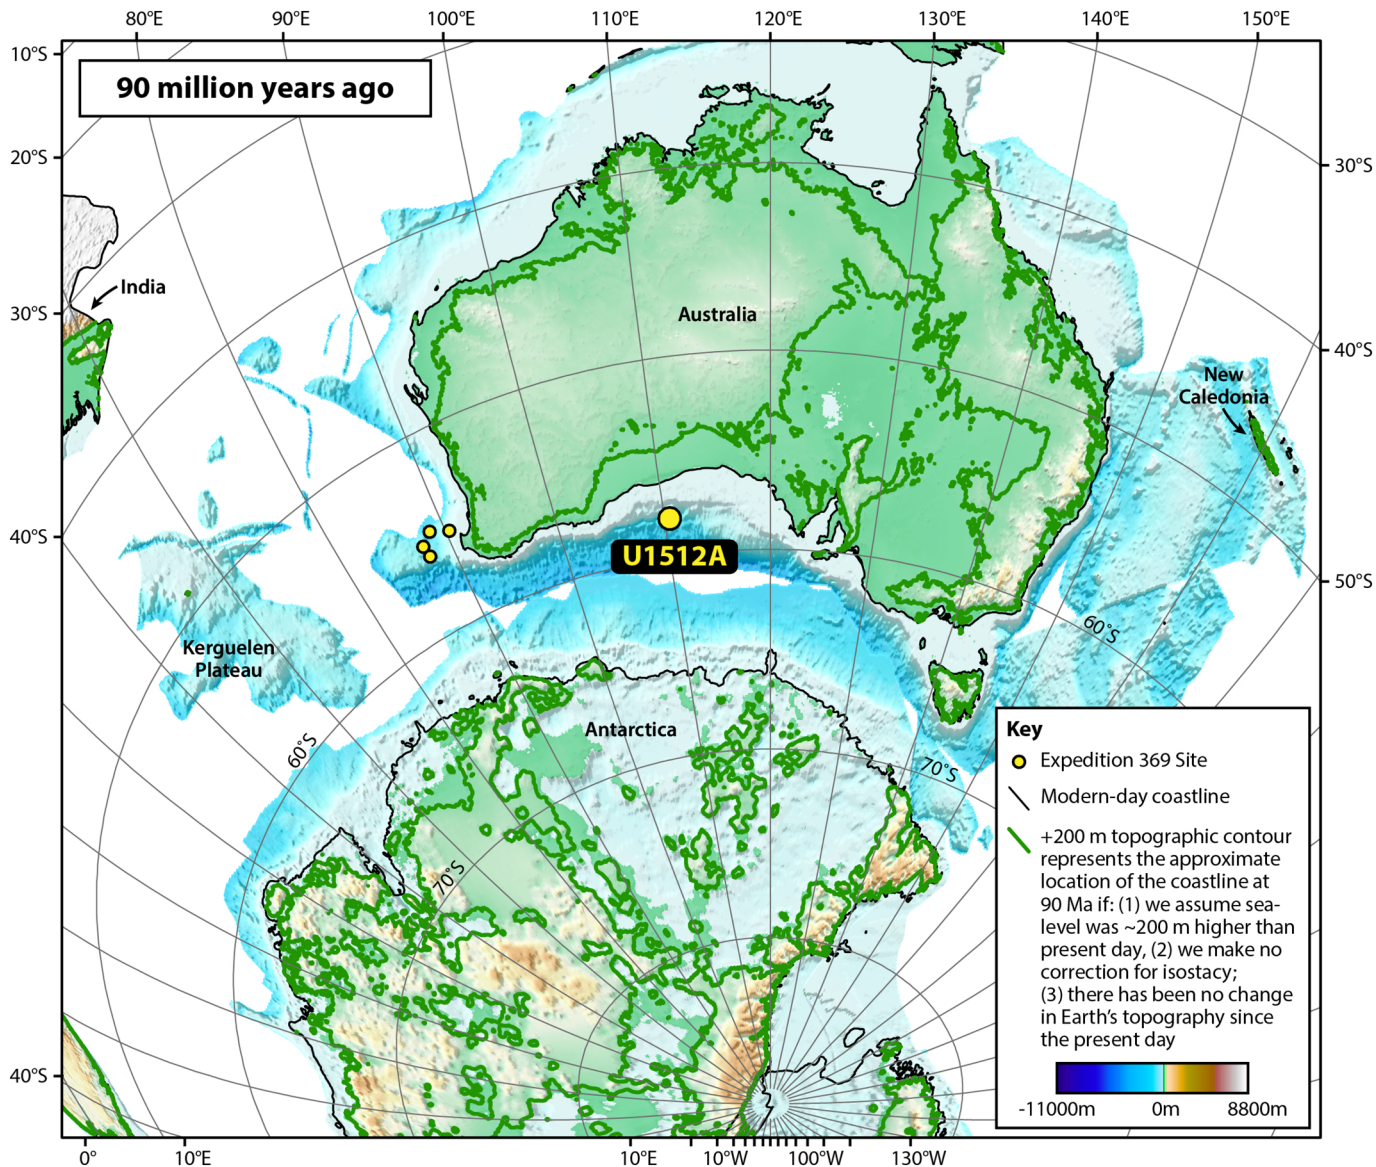 80°E 90°E 100°E 110°E 120°E 130°E 140°E 150°E
10°S
90 million years ago
20°S
30°S
India
30°S
Australia
40°S
New
Caledonia
40°S
U1512A
50°S
60°S
Kerguelen
Plateau
60°S
Antarctica
70°S
70°S
Key
Expedition 369 Site
Modern-day coastline
+200 m topographic contour
represents the approximate
location of the coastline at
90 Ma if: (1) we assume sea-
level was ~200 m higher than
present day, (2) we make no
correction for isostacy;
(3) there has been no change
in Earth's topography since
the present day
-11000m 0m 8800m
40°S
0° 10°E 10°E 10°W 100°W 130°W